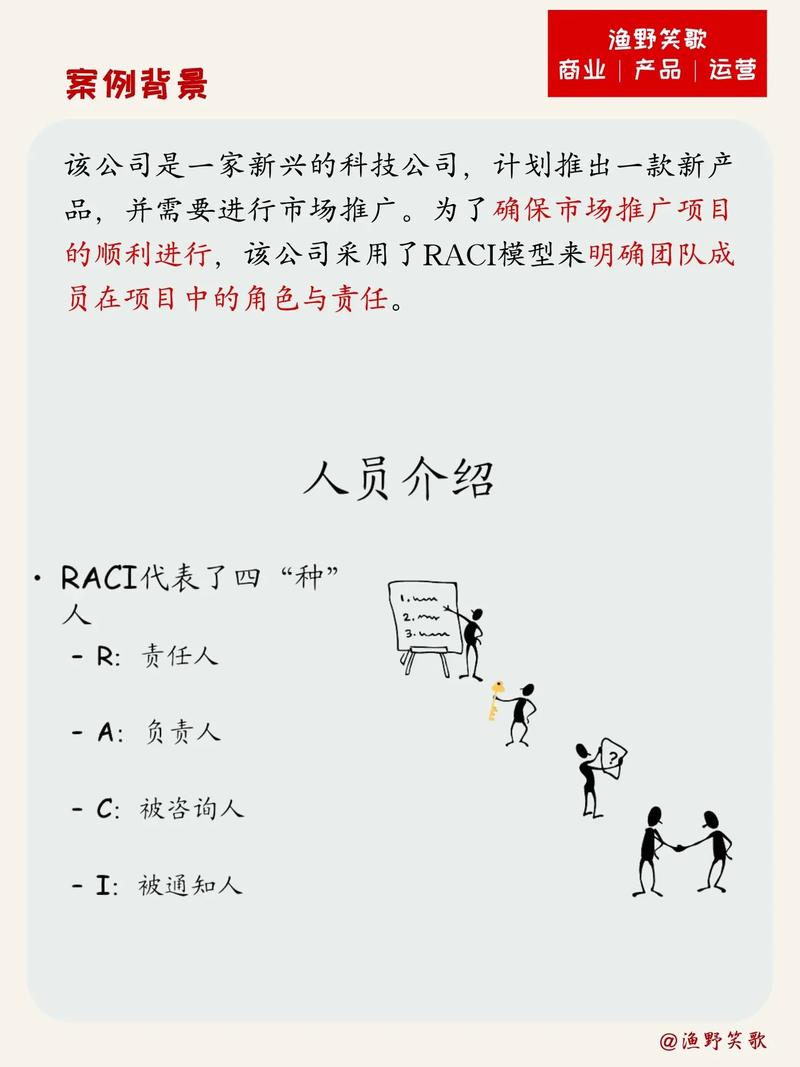 渔野笑歌
商业｜产品｜运营
案例背景
该公司是一家新兴的科技公司，计划推出一款新产
品，并需要进行市场推广。为了确保市场推广项目
的顺利进行，该公司采用了RACI模型来明确团队成
员在项目中的角色与责任。
人员介绍
• RACI代表了四“种”
人
- R：责任人
- A：负责人
- C：被咨询人
- I：被通知人
1.
2.
3.
?
@渔野笑歌